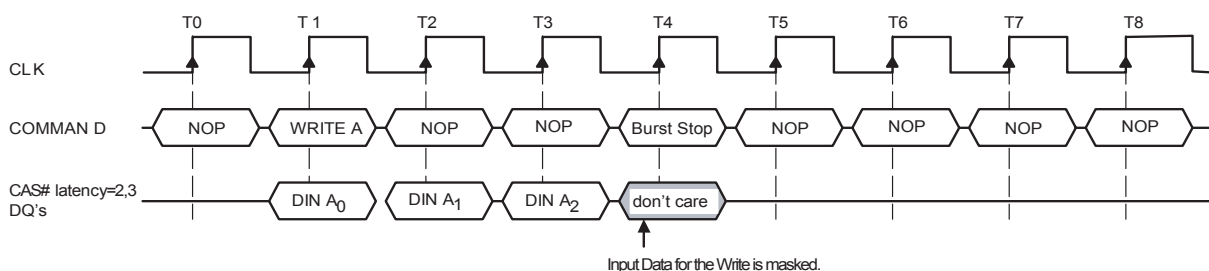 T0 T 1 T2 T3 T4 T5 T6 T7 T8
CLK
COMMAN D NOP WRITE A NOP NOP Burst Stop NOP NOP NOP NOP
CAS# latency=2,3
DQ's DIN A0 DIN A1 DIN A2 don't care
Input Data for the Write is masked.